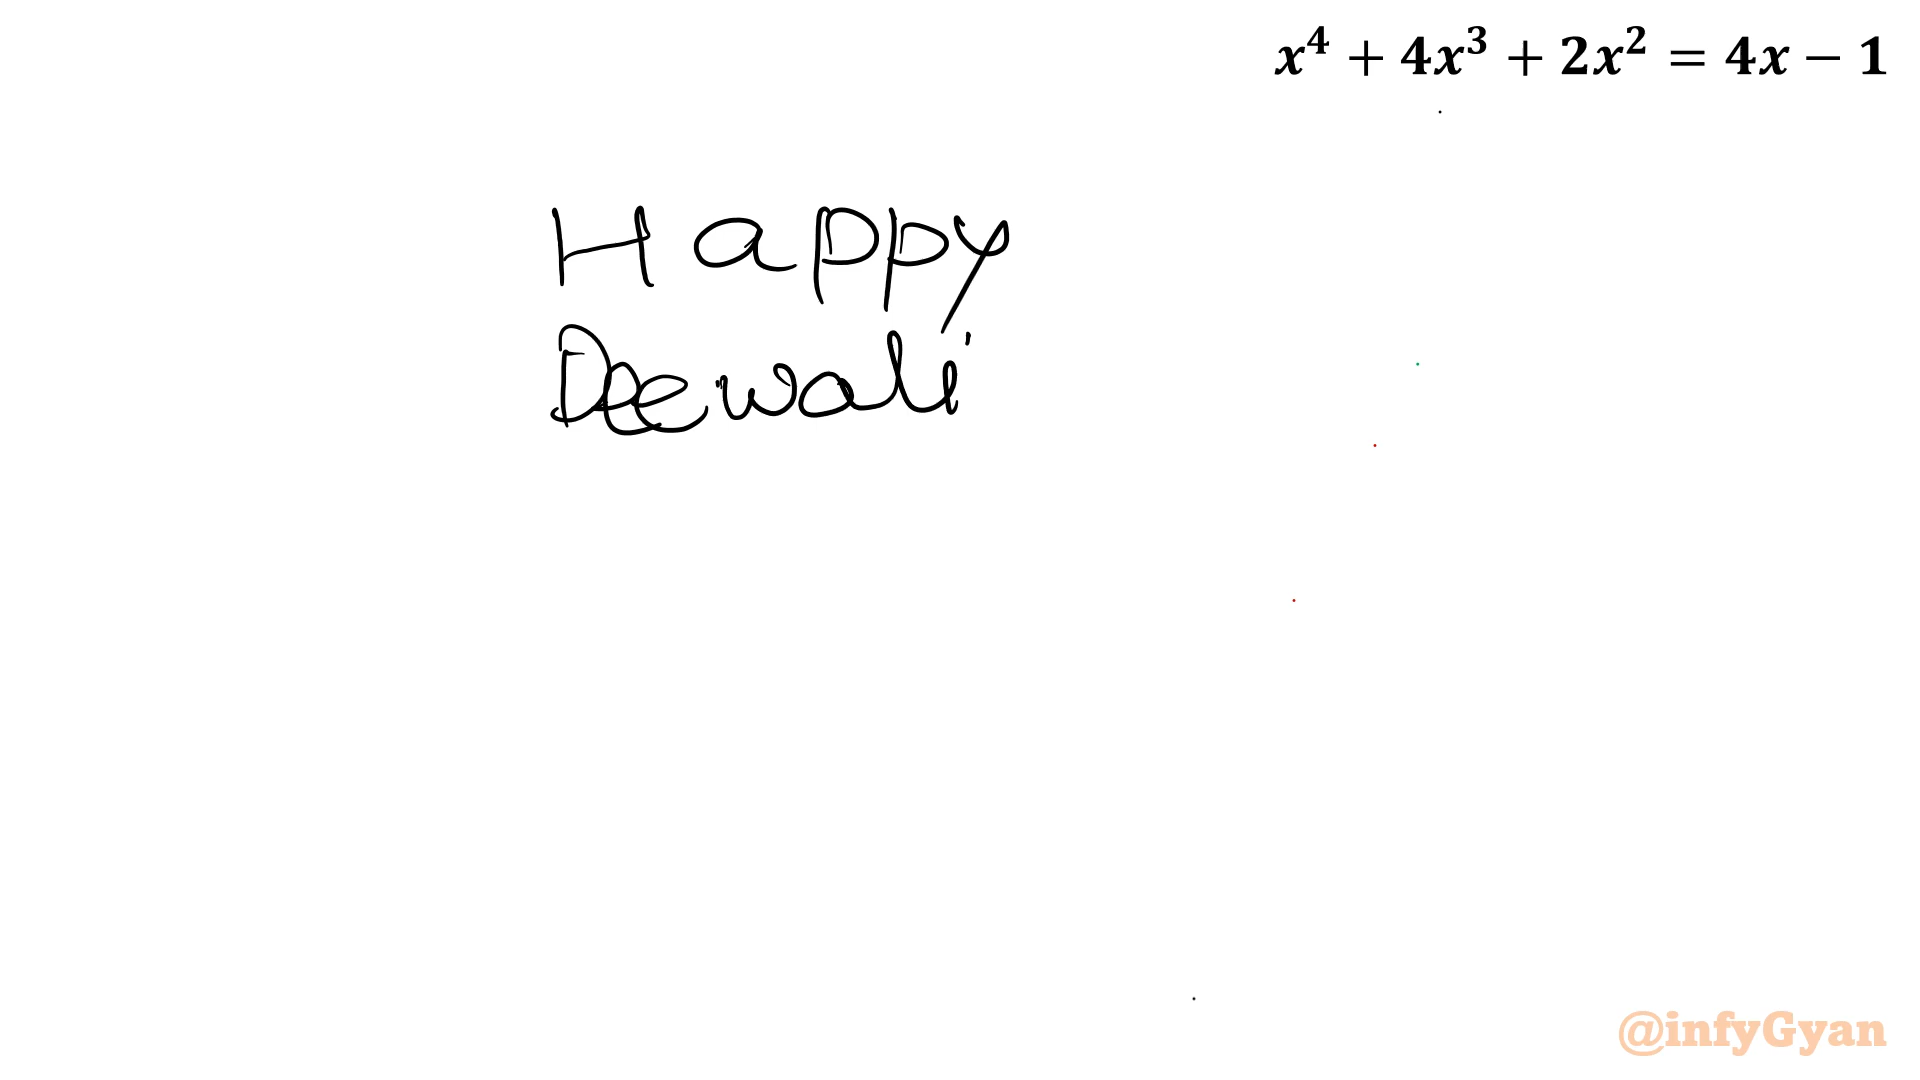 x⁴ + 4x³ + 2x² = 4x − 1
Happy
Deewali
@infyGyan